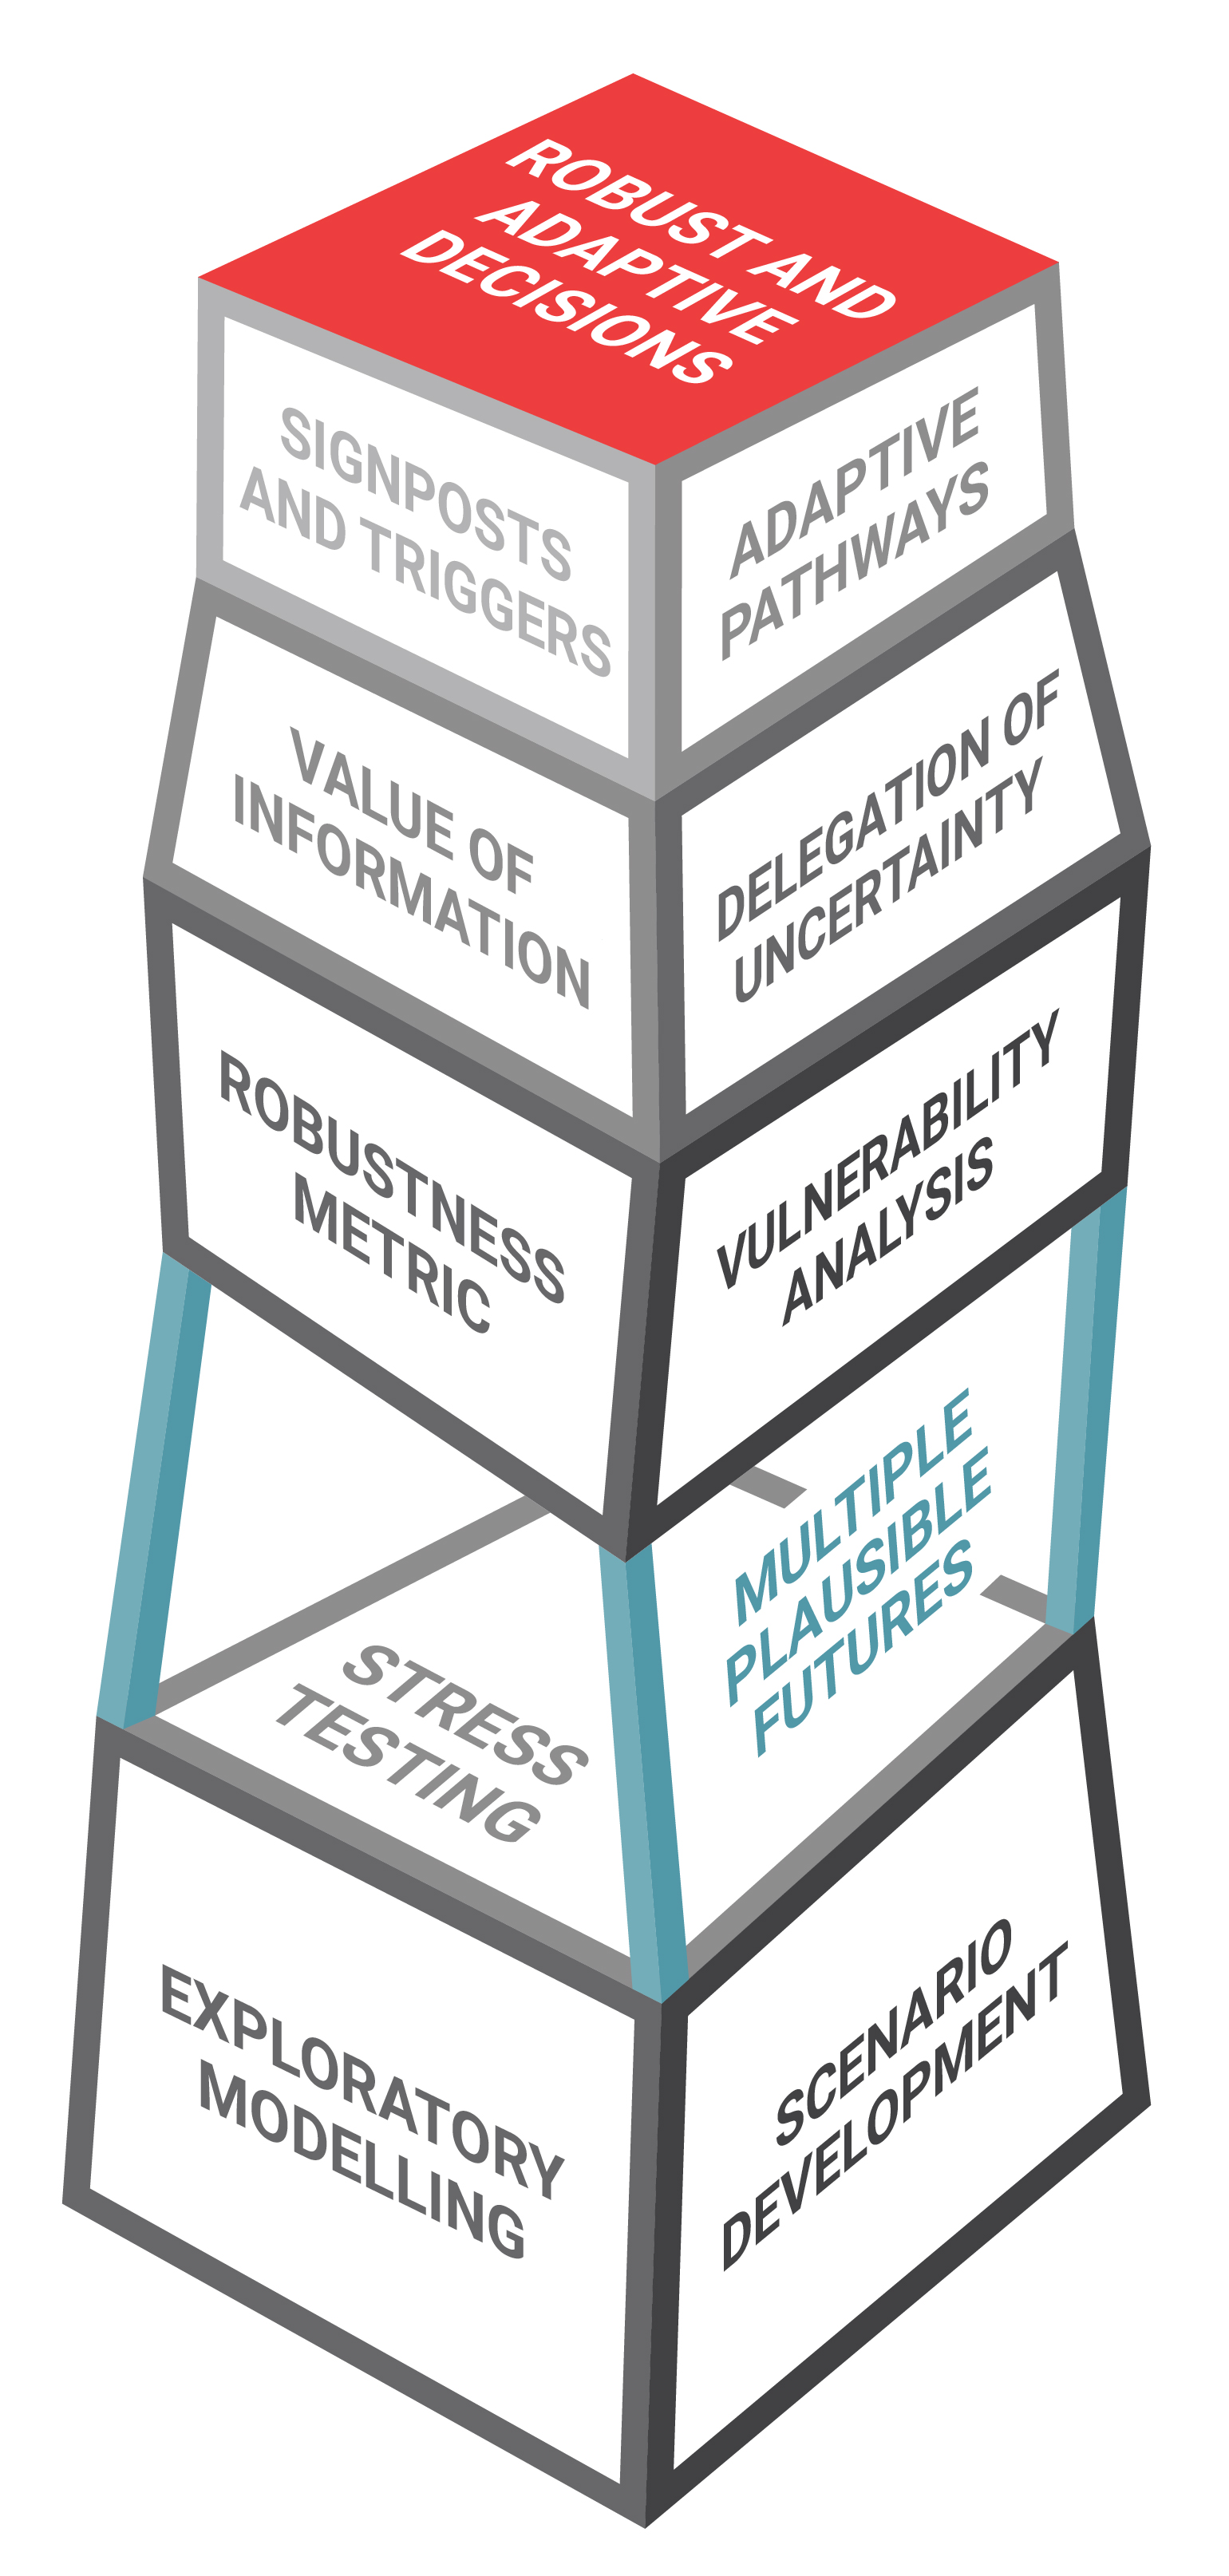 ROBUST AND
ADAPTIVE
DECISIONS
SIGNPOSTS
AND TRIGGERS
ADAPTIVE
PATHWAYS
VALUE OF
INFORMATION
DELEGATION OF
UNCERTAINTY
ROBUSTNESS
METRIC
VULNERABILITY
ANALYSIS
MULTIPLE
PLAUSIBLE
FUTURES
STRESS
TESTING
EXPLORATORY
MODELLING
SCENARIO
DEVELOPMENT